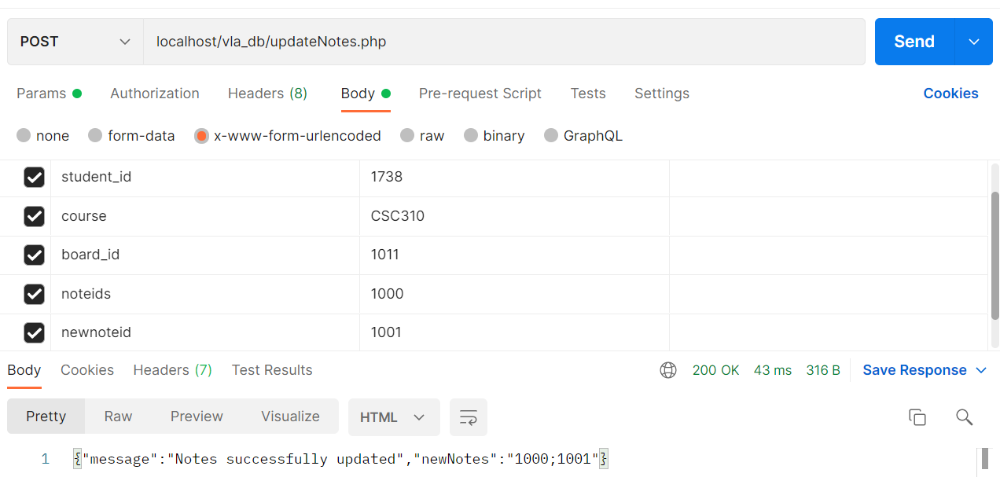 POST localhost/vla_db/updateNotes.php Send
Params Authorization Headers (8) Body Pre-request Script Tests Settings Cookies
none form-data x-www-form-urlencoded raw binary GraphQL
student_id 1738
course CSC310
board_id 1011
noteids 1000
newnoteid 1001
Body Cookies Headers (7) Test Results 200 OK 43 ms 316 B Save Response
Pretty Raw Preview Visualize HTML
1 {"message":"Notes successfully updated","newNotes":"1000;1001"}